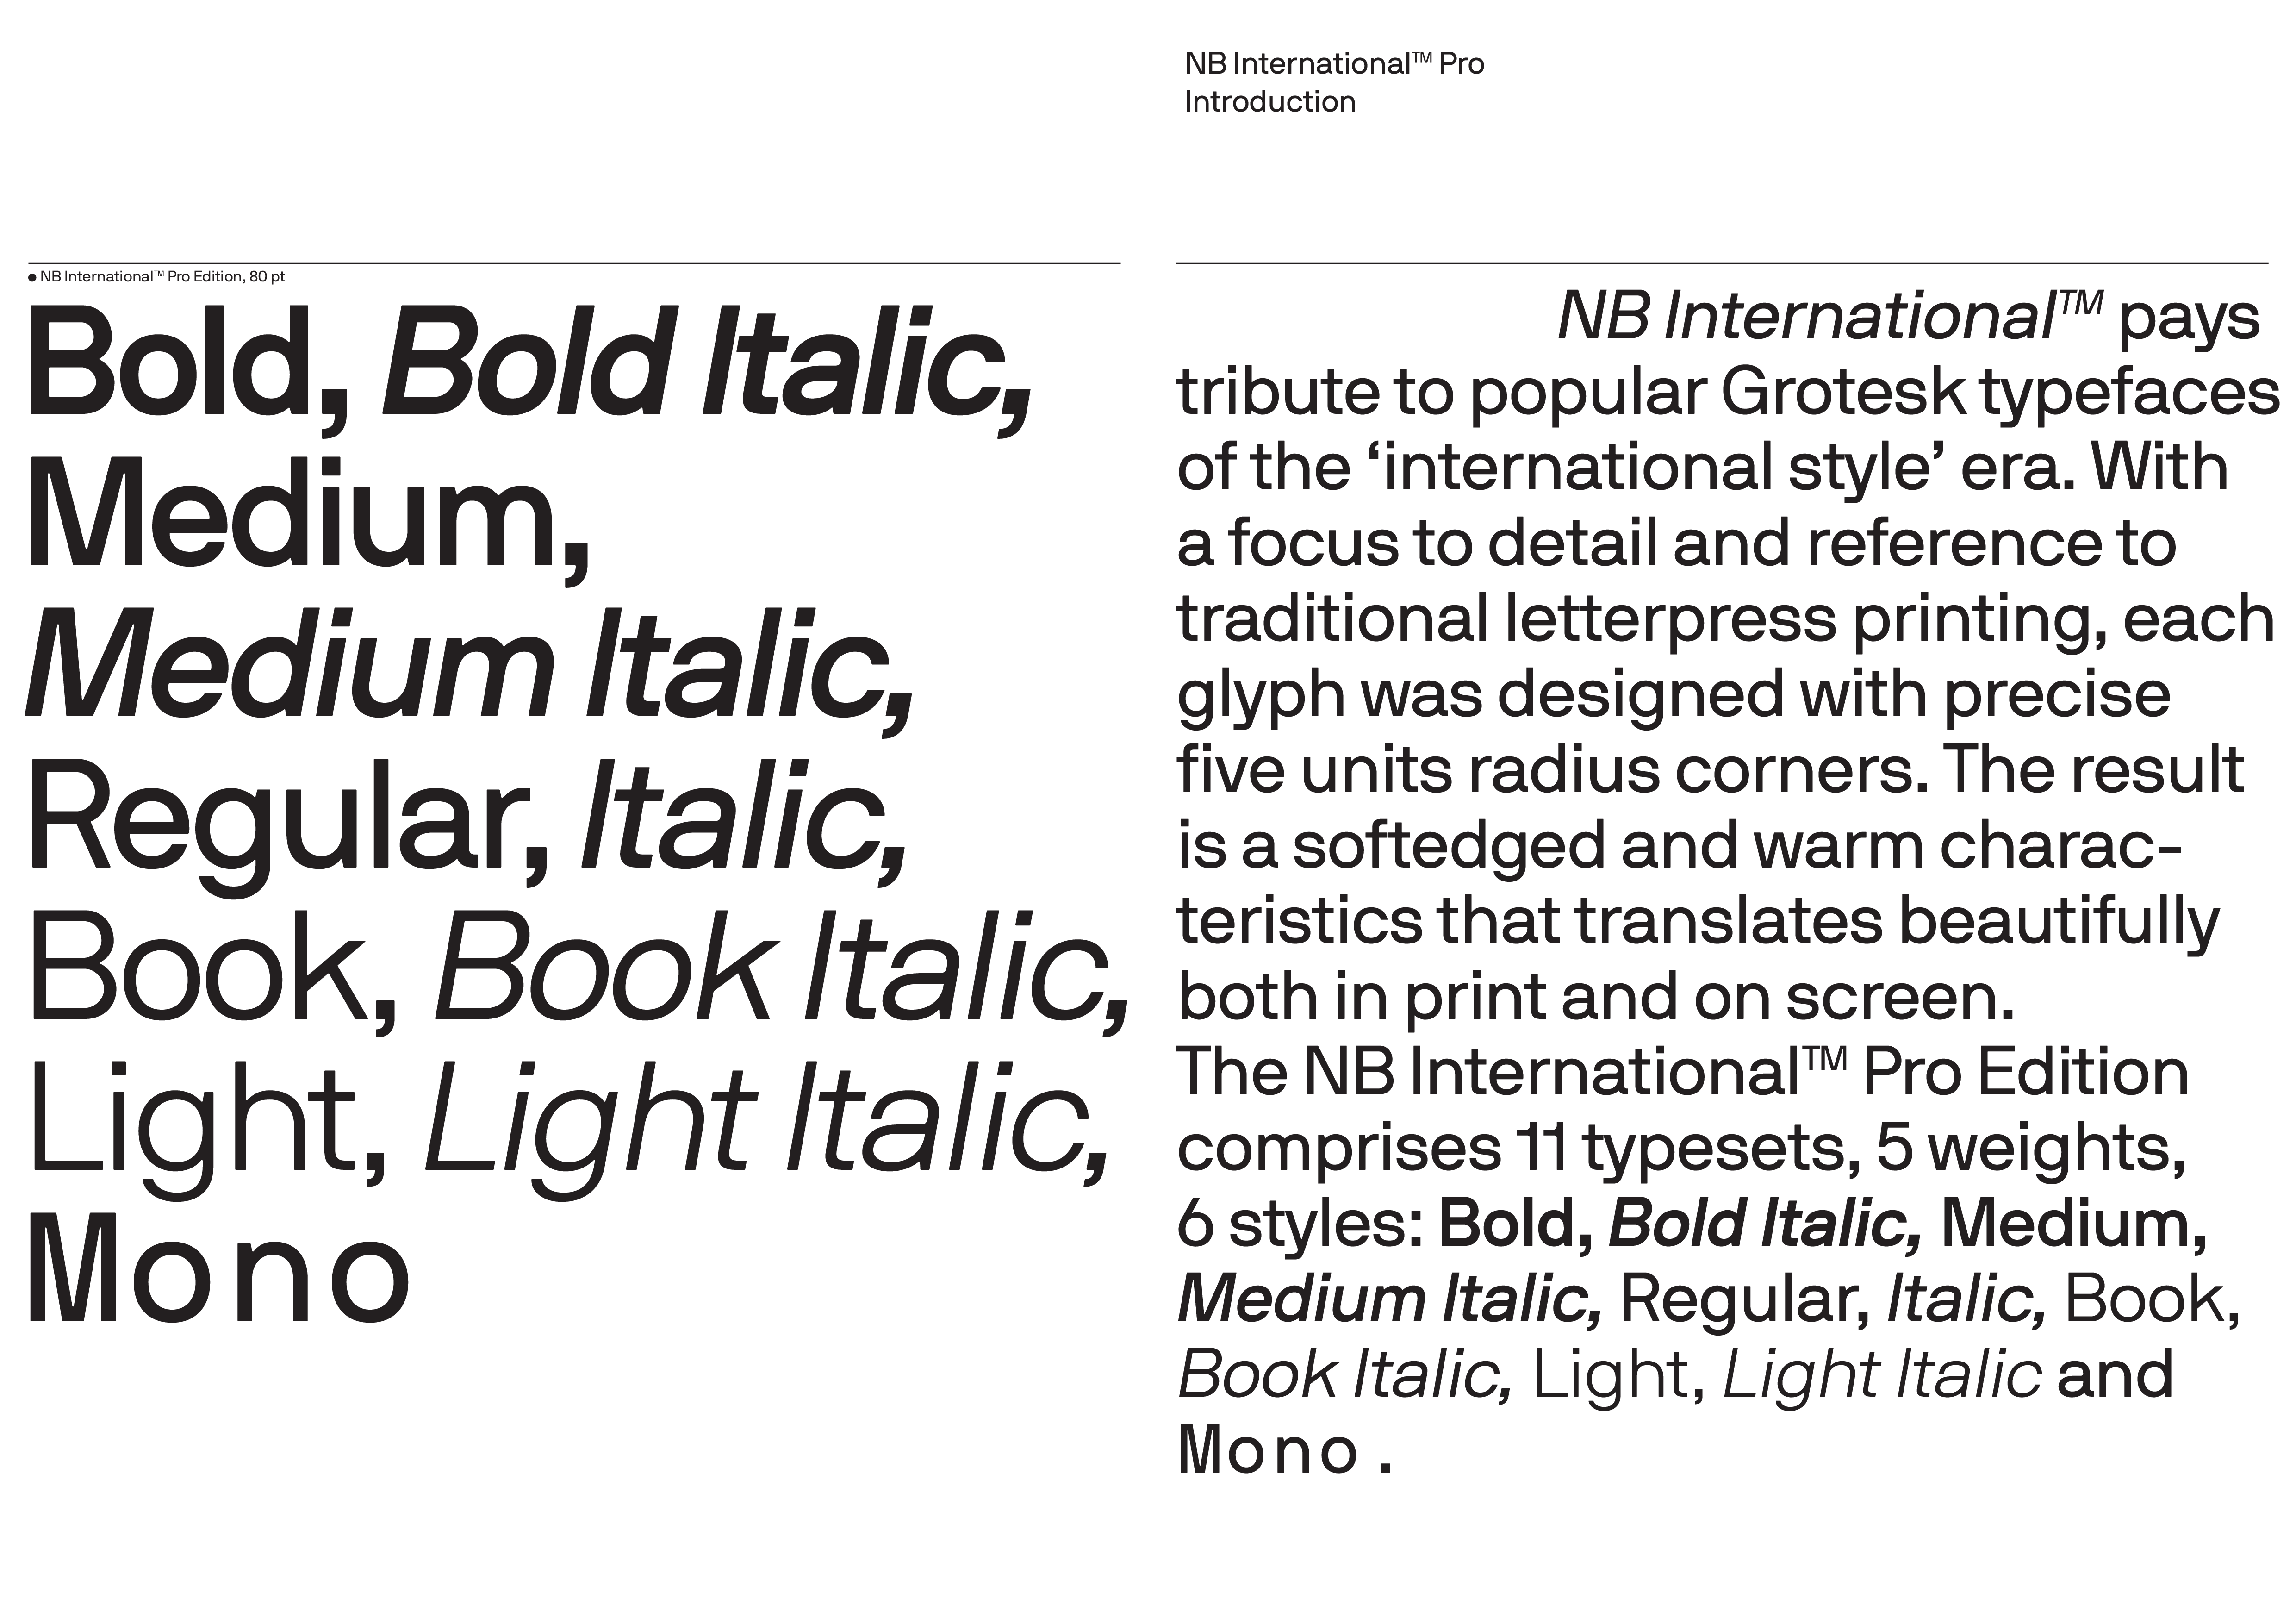 NB International™ Pro
Introduction
● NB International™ Pro Edition, 80 pt
Bold, Bold Italic,
Medium,
Medium Italic,
Regular, Italic,
Book, Book Italic,
Light, Light Italic,
Mono
NB International™ pays
tribute to popular Grotesk typefaces
of the ‘international style’ era. With
a focus to detail and reference to
traditional letterpress printing, each
glyph was designed with precise
five units radius corners. The result
is a softedged and warm charac-
teristics that translates beautifully
both in print and on screen.
The NB International™ Pro Edition
comprises 11 typesets, 5 weights,
6 styles: Bold, Bold Italic, Medium,
Medium Italic, Regular, Italic, Book,
Book Italic, Light, Light Italic and
Mono.